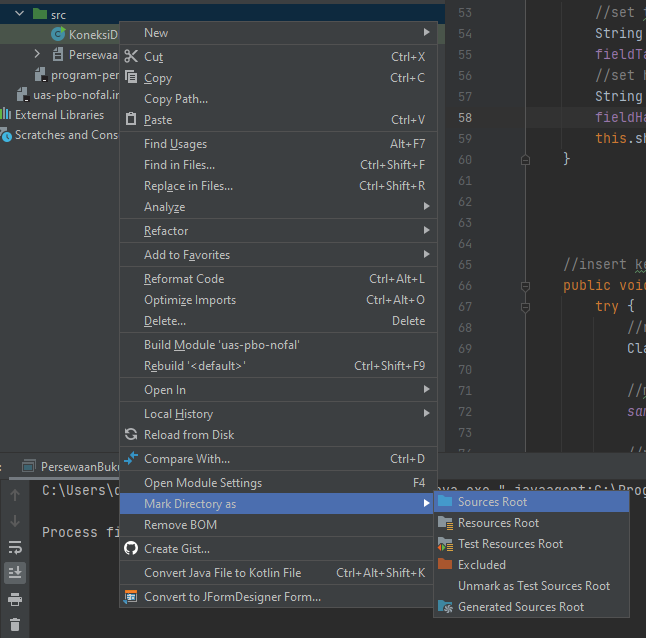 src
KoneksiD
Persewaa
program-per
uas-pbo-nofal.in
External Libraries
Scratches and Cons
New
Cut Ctrl+X
Copy Ctrl+C
Copy Path...
Paste Ctrl+V
Find Usages Alt+F7
Find in Files... Ctrl+Shift+F
Replace in Files... Ctrl+Shift+R
Analyze
Refactor
Add to Favorites
Reformat Code Ctrl+Alt+L
Optimize Imports Ctrl+Alt+O
Delete... Delete
Build Module 'uas-pbo-nofal'
Rebuild '<default>' Ctrl+Shift+F9
Open In
Local History
Reload from Disk
Compare With... Ctrl+D
Open Module Settings F4
Mark Directory as
Remove BOM
Create Gist...
Convert Java File to Kotlin File Ctrl+Alt+Shift+K
Convert to JFormDesigner Form...
Sources Root
Resources Root
Test Resources Root
Excluded
Unmark as Test Sources Root
Generated Sources Root
53 //set
54 String
55 fieldTa
56 //set h
57 String
58 fieldHa
59 this.sh
60 }
61
62
63
64
65 //insert ke
66 public void
67 try {
68 //
69 Cla
70
71 //
72 san
73
PersewaanBuku
C:\Users\ va.exe "-javaagent:C:\Prog
Process fi